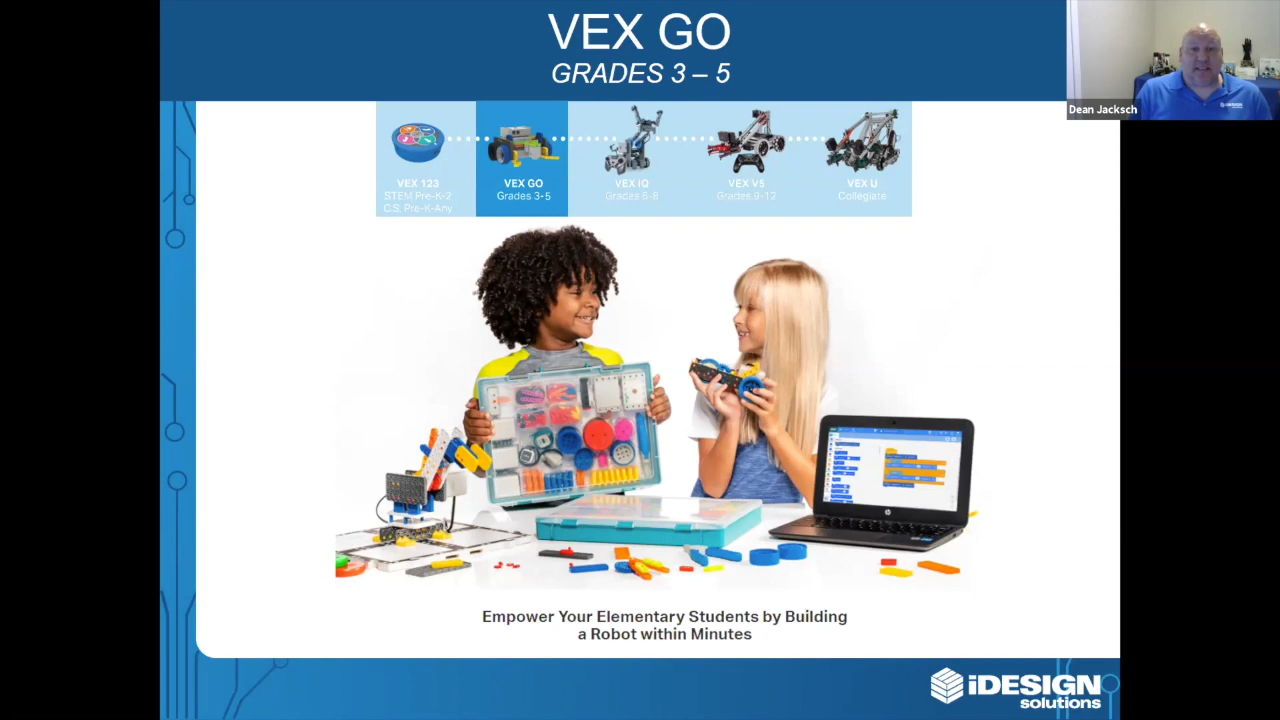 VEX GO
GRADES 3 – 5
Dean Jacksch
VEX 123
STEM Pre-K-2
C.S. Pre-K-Any
VEX GO
Grades 3-5
VEX IQ
Grades 6-8
VEX V5
Grades 9-12
VEX U
Collegiate
Empower Your Elementary Students by Building
a Robot within Minutes
iDESIGN
solutions